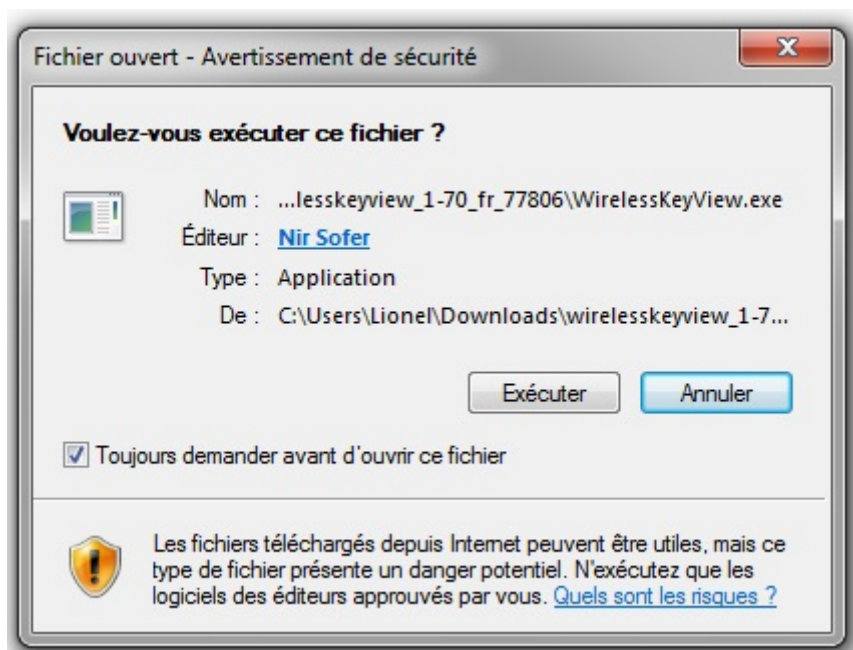 Fichier ouvert - Avertissement de sécurité
Voulez-vous exécuter ce fichier ?
Nom : ...lesskeyview_1-70_fr_77806\WirelessKeyView.exe
Éditeur : Nir Sofer
Type : Application
De : C:\Users\Lionel\Downloads\wirelesskeyview_1-7...
Exécuter Annuler
Toujours demander avant d'ouvrir ce fichier
Les fichiers téléchargés depuis Internet peuvent être utiles, mais ce
type de fichier présente un danger potentiel. N'exécutez que les
logiciels des éditeurs approuvés par vous. Quels sont les risques ?